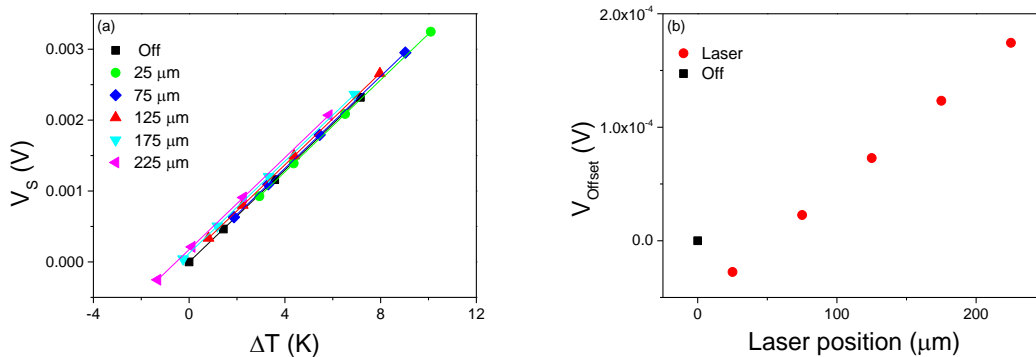 (a)
Off
25 μm
75 μm
125 μm
175 μm
225 μm
0.003
0.002
0.001
0.000
V_S (V)
-4
0
4
8
12
ΔT (K)
(b)
Laser
Off
2.0x10⁻⁴
1.0x10⁻⁴
0.0
V_Offset (V)
0
100
200
Laser position (μm)